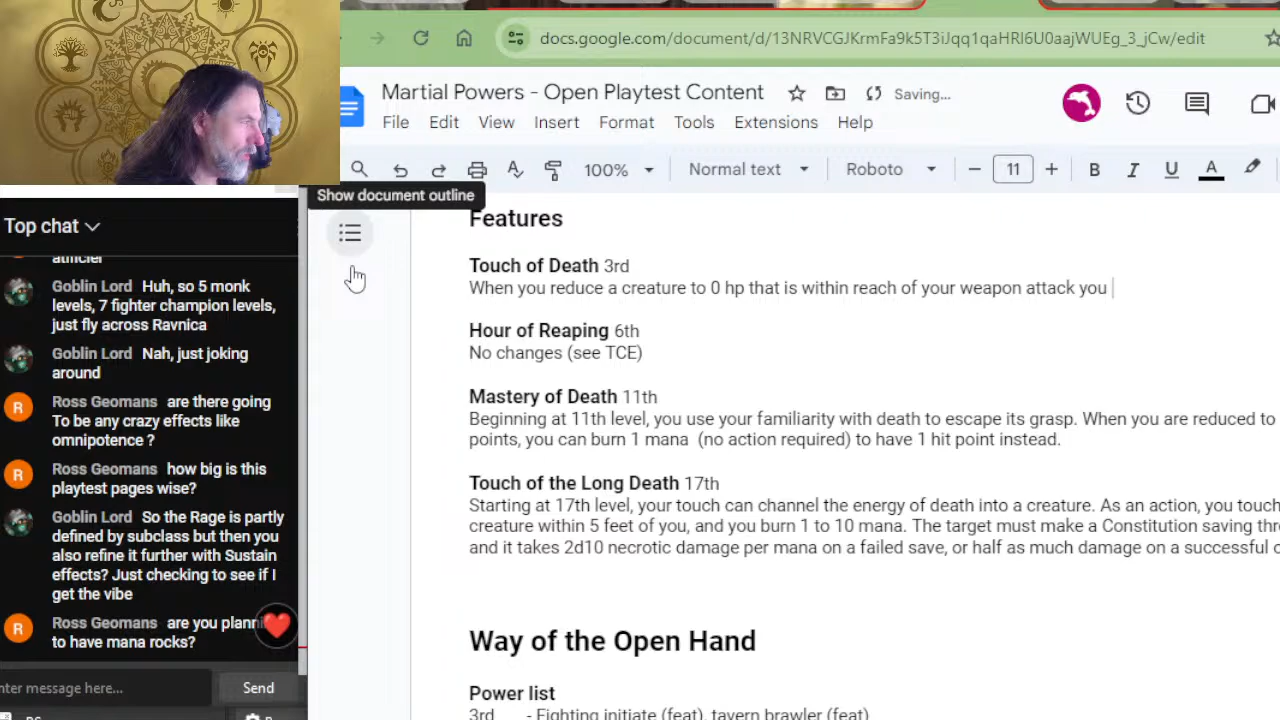 docs.google.com/document/d/13NRVCGJKrmFa9k5T3iJqq1qaHRl6U0aajWUEg_3_jCw/edit
Martial Powers - Open Playtest Content
Saving...
File Edit View Insert Format Tools Extensions Help
100% Normal text Roboto 11 B I U A
Show document outline
Top chat
artificier
Goblin Lord Huh, so 5 monk
levels, 7 fighter champion levels,
just fly across Ravnica
Goblin Lord Nah, just joking
around
Ross Geomans are there going
To be any crazy effects like
omnipotence ?
Ross Geomans how big is this
playtest pages wise?
Goblin Lord So the Rage is partly
defined by subclass but then you
also refine it further with Sustain
effects? Just checking to see if I
get the vibe
Ross Geomans are you planni
to have mana rocks?
nter message here...
Send
Features
Touch of Death 3rd
When you reduce a creature to 0 hp that is within reach of your weapon attack you
Hour of Reaping 6th
No changes (see TCE)
Mastery of Death 11th
Beginning at 11th level, you use your familiarity with death to escape its grasp. When you are reduced to
points, you can burn 1 mana (no action required) to have 1 hit point instead.
Touch of the Long Death 17th
Starting at 17th level, your touch can channel the energy of death into a creature. As an action, you touch
creature within 5 feet of you, and you burn 1 to 10 mana. The target must make a Constitution saving thr
and it takes 2d10 necrotic damage per mana on a failed save, or half as much damage on a successful o
Way of the Open Hand
Power list
3rd - Fighting initiate (feat), tavern brawler (feat)